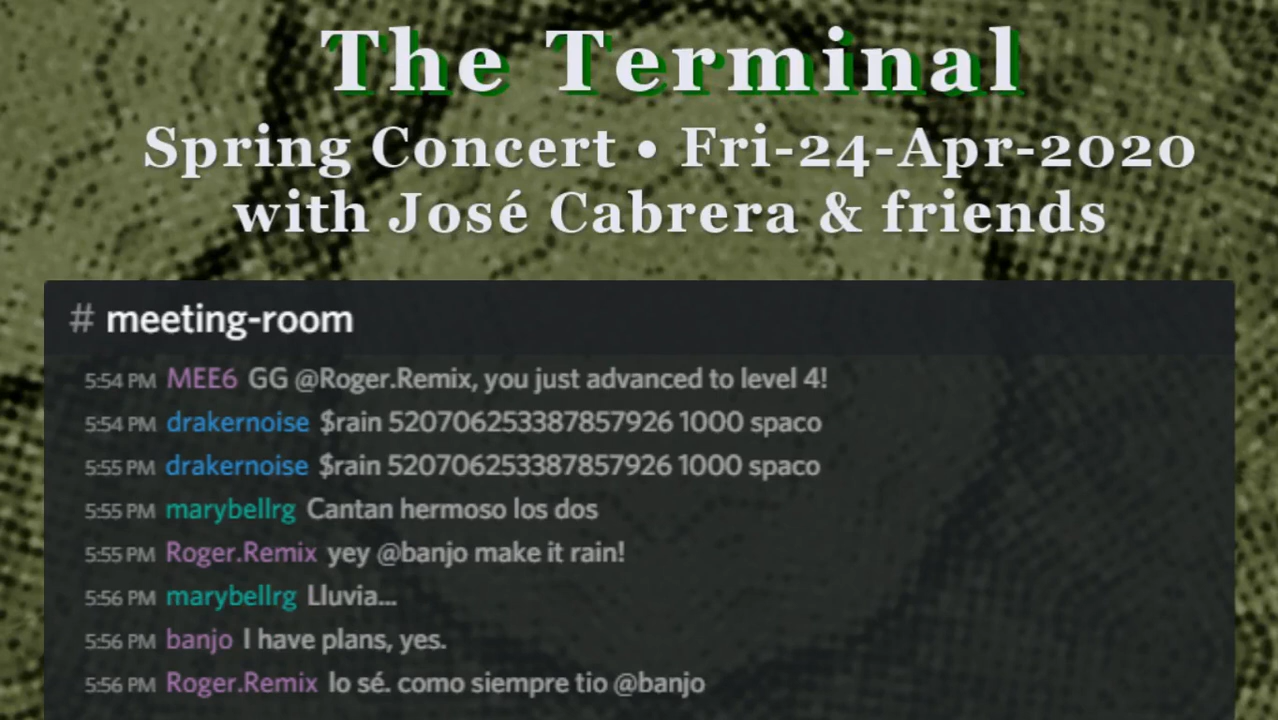 The Terminal
Spring Concert • Fri-24-Apr-2020
with José Cabrera & friends
# meeting-room
5:54 PM MEE6 GG @Roger.Remix, you just advanced to level 4!
5:54 PM drakernoise $rain 520706253387857926 1000 spaco
5:55 PM drakernoise $rain 520706253387857926 1000 spaco
5:55 PM marybellrg Cantan hermoso los dos
5:55 PM Roger.Remix yey @banjo make it rain!
5:56 PM marybellrg Lluvia...
5:56 PM banjo I have plans, yes.
5:56 PM Roger.Remix lo sé. como siempre tio @banjo